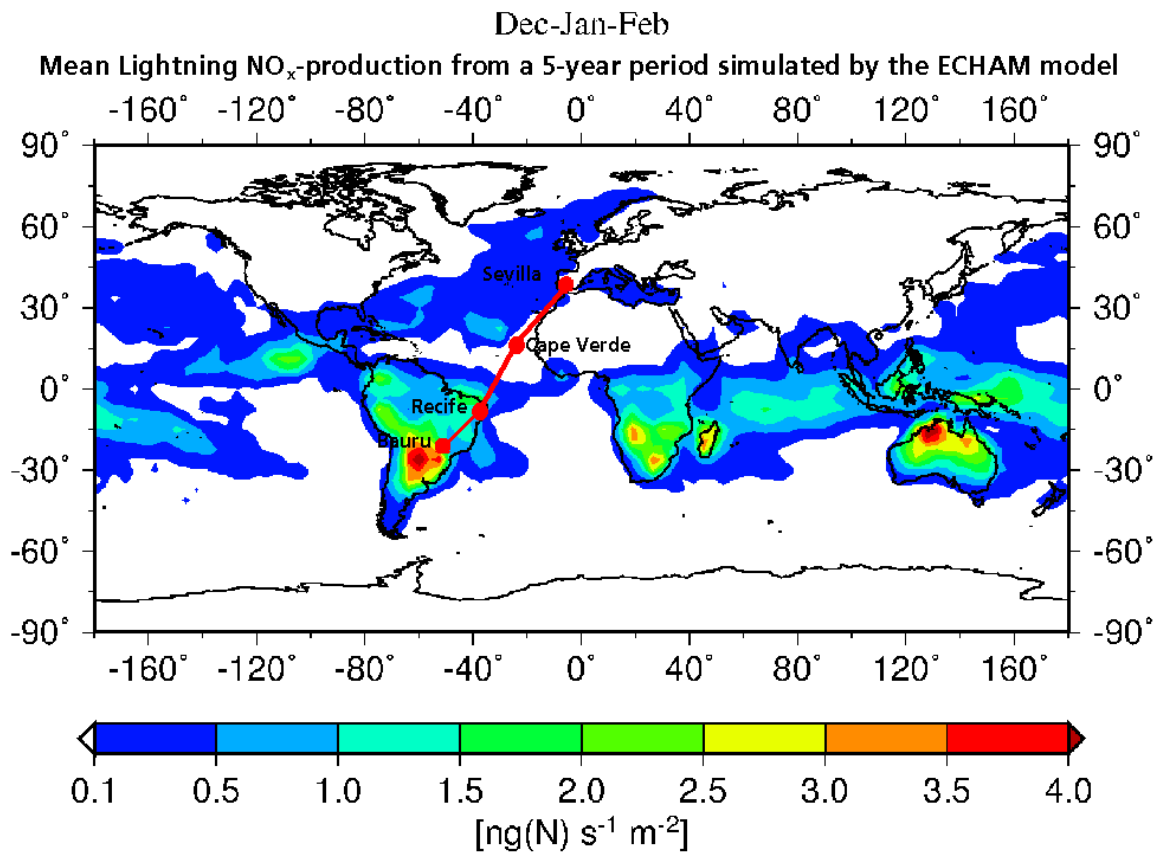 Dec-Jan-Feb
Mean Lightning NOx-production from a 5-year period simulated by the ECHAM model
-160° -120° -80° -40° 0° 40° 80° 120° 160°
90° 90°
60° 60°
Sevilla
30° 30°
Cape Verde
0° 0°
Recife
Bauru
-30° -30°
-60° -60°
-90° -90°
-160° -120° -80° -40° 0° 40° 80° 120° 160°
0.1 0.5 1.0 1.5 2.0 2.5 3.0 3.5 4.0
[ng(N) s-1 m-2]